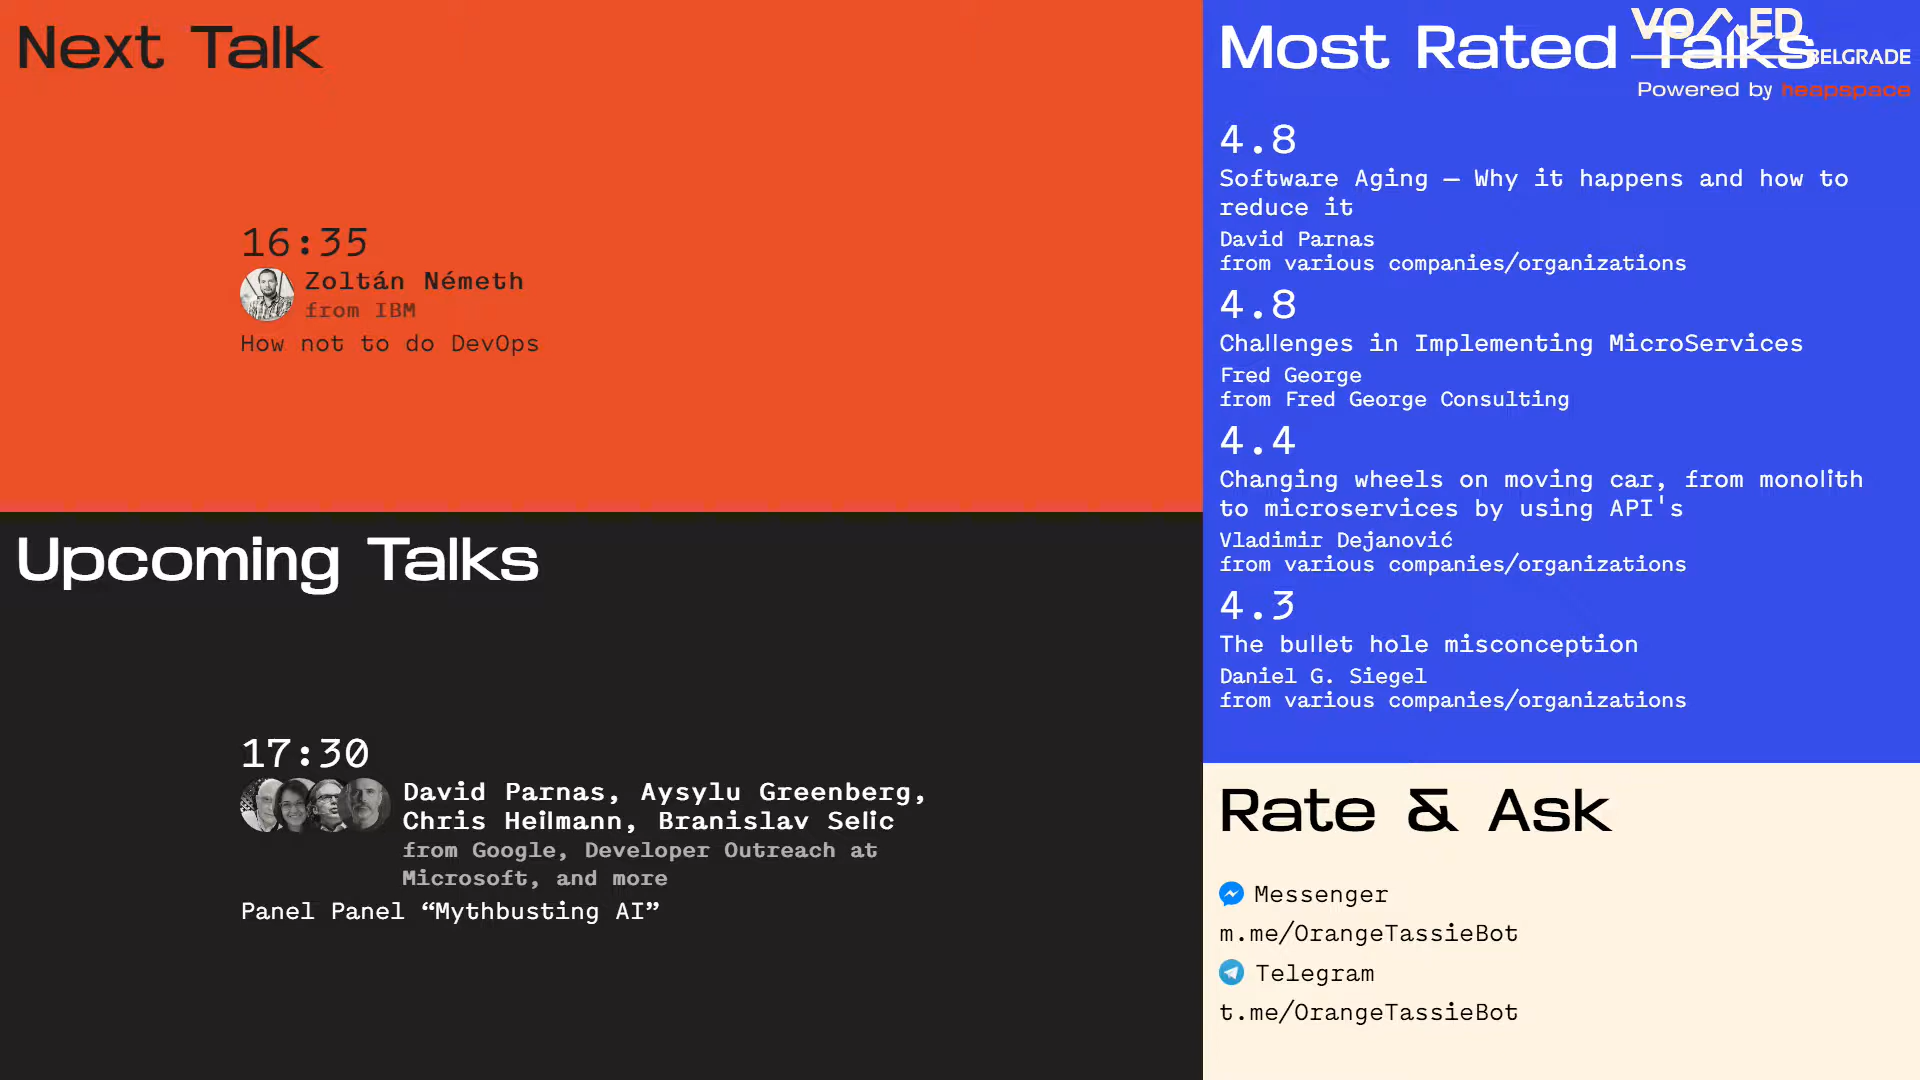 Next Talk
16:35
Zoltán Németh
from IBM
How not to do DevOps
Upcoming Talks
17:30
David Parnas, Aysylu Greenberg,
Chris Heilmann, Branislav Selic
from Google, Developer Outreach at
Microsoft, and more
Panel Panel “Mythbusting AI”
Most Rated Talks
VOXXED
BELGRADE
Powered by heapspace
4.8
Software Aging – Why it happens and how to
reduce it
David Parnas
from various companies/organizations
4.8
Challenges in Implementing MicroServices
Fred George
from Fred George Consulting
4.4
Changing wheels on moving car, from monolith
to microservices by using API's
Vladimir Dejanović
from various companies/organizations
4.3
The bullet hole misconception
Daniel G. Siegel
from various companies/organizations
Rate & Ask
Messenger
m.me/OrangeTassieBot
Telegram
t.me/OrangeTassieBot